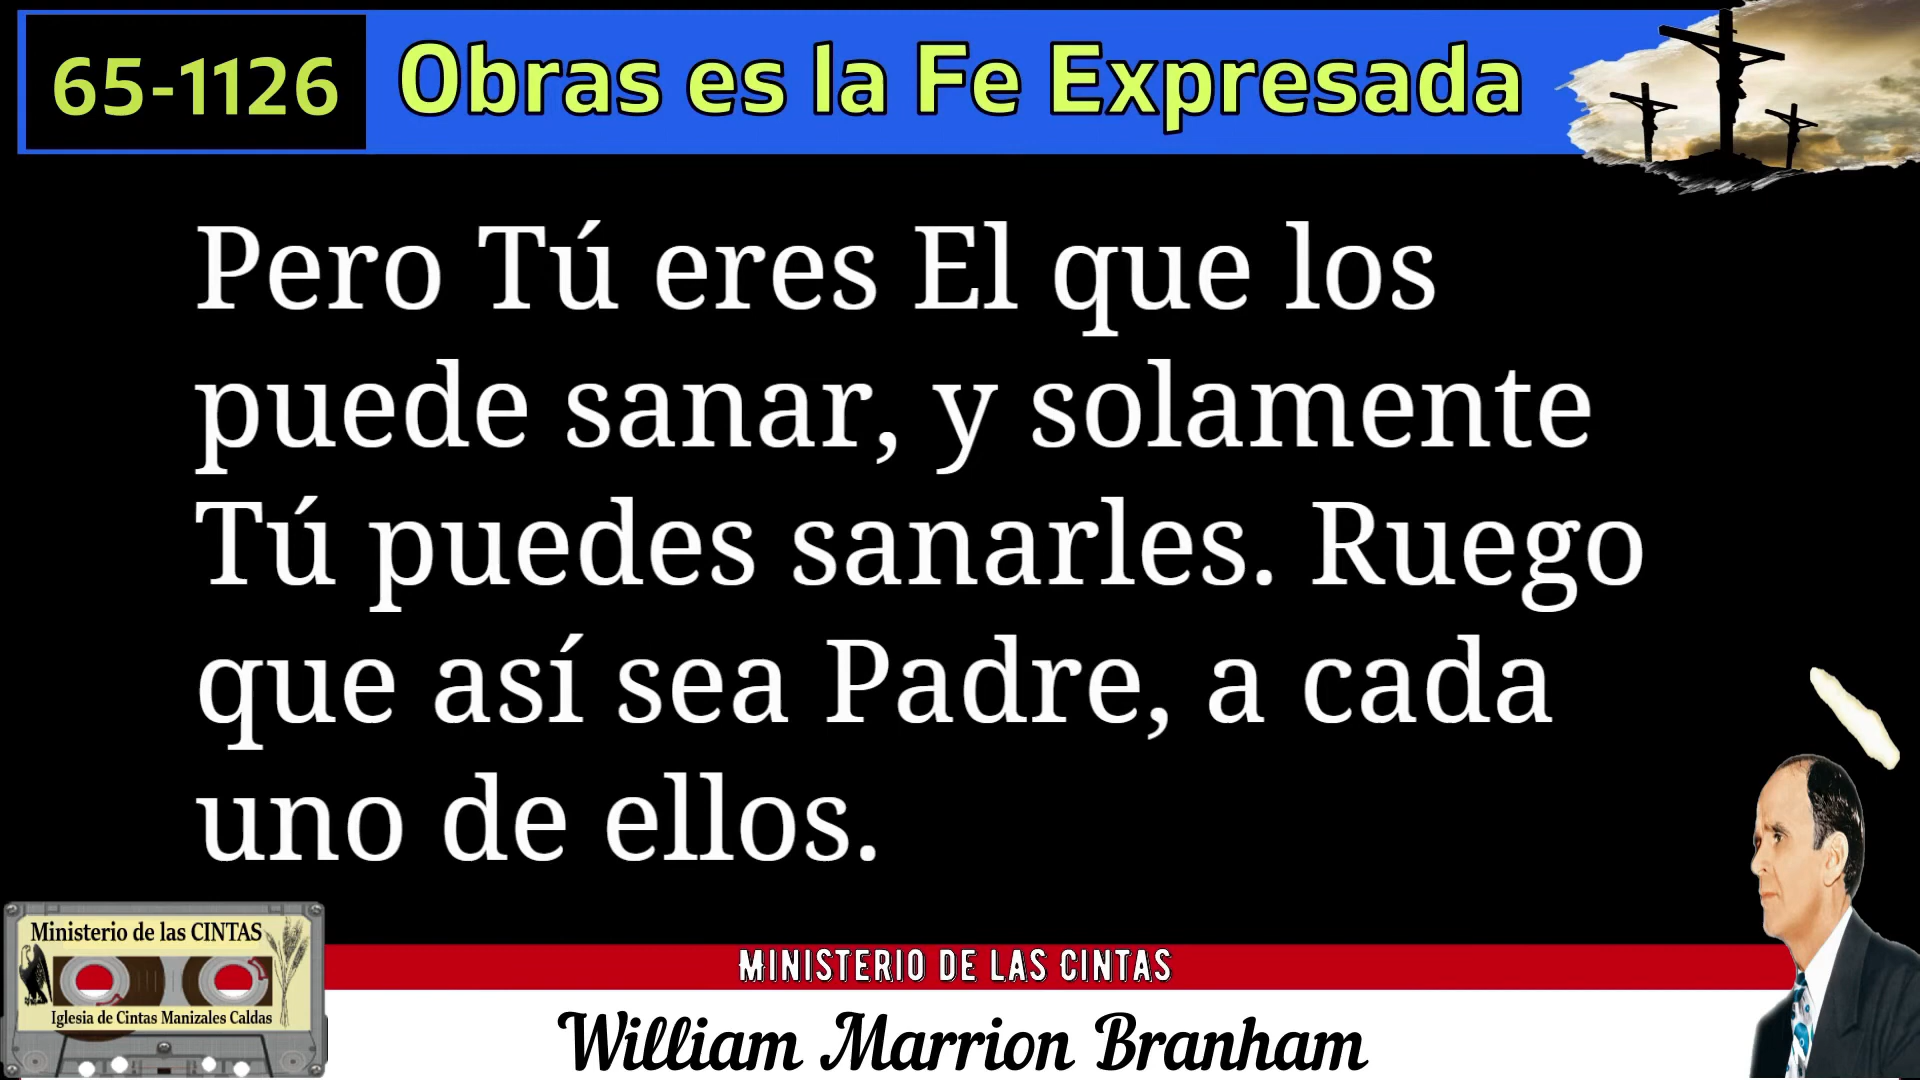 65-1126
Obras es la Fe Expresada
Pero Tú eres El que los
puede sanar, y solamente
Tú puedes sanarles. Ruego
que así sea Padre, a cada
uno de ellos.
Ministerio de las CINTAS
Iglesia de Cintas Manizales Caldas
MINISTERIO DE LAS CINTAS
William Marrion Branham